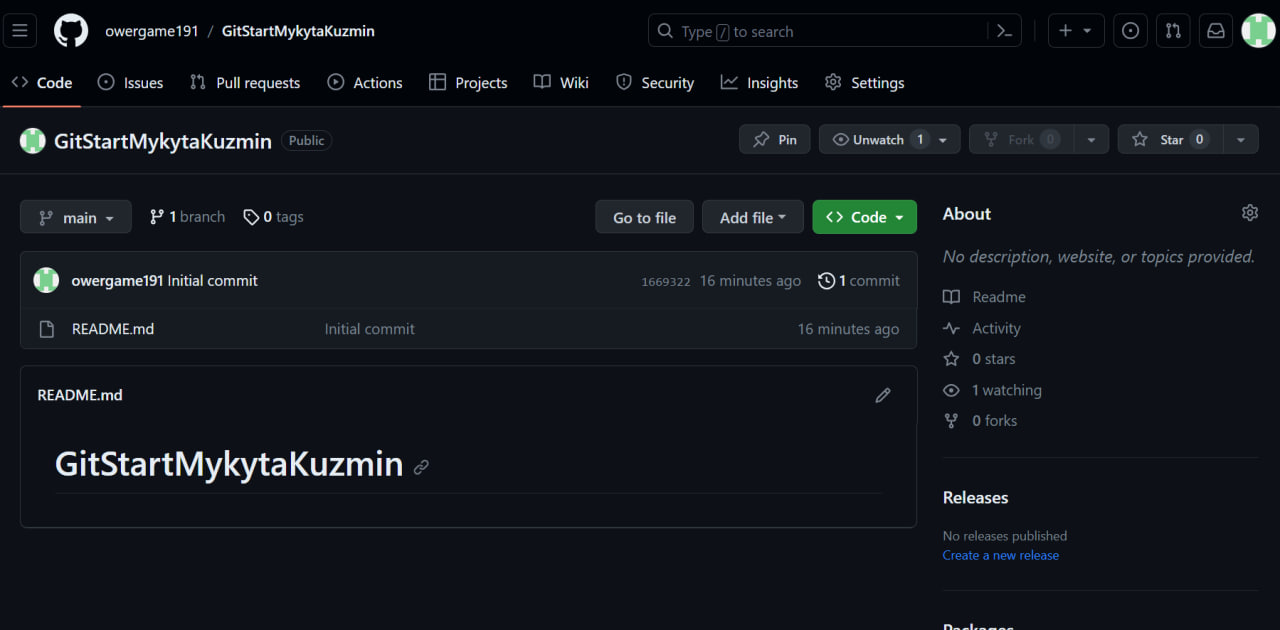 owergame191 / GitStartMykytaKuzmin Type / to search
Code Issues Pull requests Actions Projects Wiki Security Insights Settings
GitStartMykytaKuzmin Public Pin Unwatch 1 Fork 0 Star 0
main 1 branch 0 tags Go to file Add file Code
owergame191 Initial commit 1669322 16 minutes ago 1 commit
README.md Initial commit 16 minutes ago
README.md
GitStartMykytaKuzmin
About
No description, website, or topics provided.
Readme
Activity
0 stars
1 watching
0 forks
Releases
No releases published
Create a new release
Packages